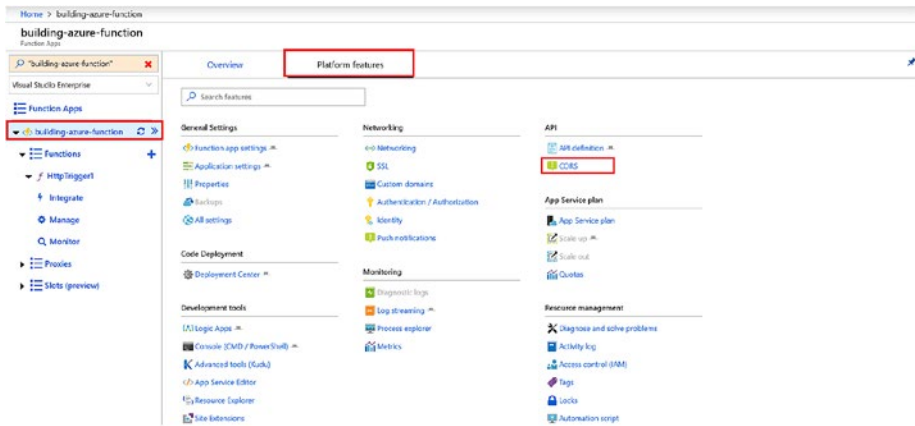 Home > building-azure-function
building-azure-function
Function Apps
"building-azure-function"
Visual Studio Enterprise
Function Apps
building-azure-function
Functions
HttpTrigger1
Integrate
Manage
Monitor
Proxies
Slots (preview)
Overview
Platform features
Search features
General Settings
Function app settings
Application settings
Properties
Backups
All settings
Code Deployment
Deployment Center
Development tools
Logic Apps
Console (CMD / PowerShell)
Advanced tools (Kudu)
App Service Editor
Resource Explorer
Site Extensions
Networking
Networking
SSL
Custom domains
Authentication / Authorization
Identity
Push notifications
Monitoring
Diagnostic logs
Log streaming
Process explorer
Metrics
API
API definition
CORS
App Service plan
App Service plan
Scale up
Scale out
Quotas
Resource management
Diagnose and solve problems
Activity log
Access control (IAM)
Tags
Locks
Automation script